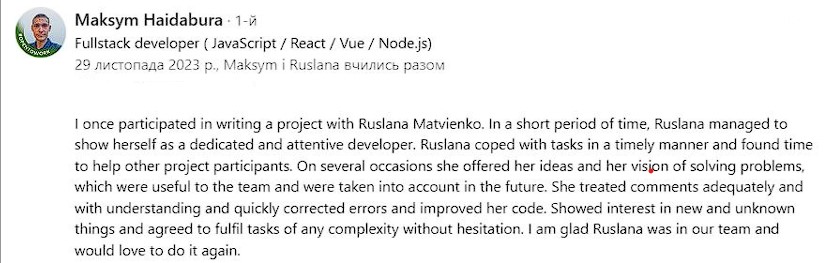 Maksym Haidabura · 1-й
Fullstack developer ( JavaScript / React / Vue / Node.js)
29 листопада 2023 р., Maksym і Ruslana вчились разом
I once participated in writing a project with Ruslana Matvienko. In a short period of time, Ruslana managed to
show herself as a dedicated and attentive developer. Ruslana coped with tasks in a timely manner and found time
to help other project participants. On several occasions she offered her ideas and her vision of solving problems,
which were useful to the team and were taken into account in the future. She treated comments adequately and
with understanding and quickly corrected errors and improved her code. Showed interest in new and unknown
things and agreed to fulfil tasks of any complexity without hesitation. I am glad Ruslana was in our team and
would love to do it again.